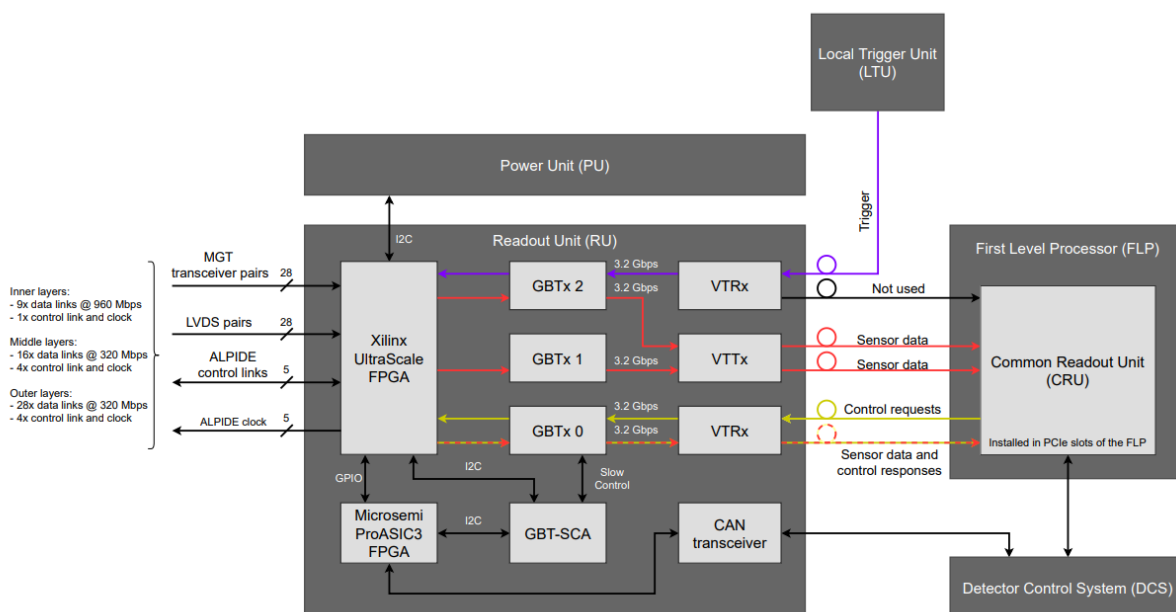 Local Trigger Unit
(LTU)
Power Unit (PU)
Trigger
I2C
Readout Unit (RU)
First Level Processor (FLP)
MGT
transceiver pairs
28
Inner layers:
- 9x data links @ 960 Mbps
- 1x control link and clock
Middle layers:
- 16x data links @ 320 Mbps
- 4x control link and clock
Outer layers:
- 28x data links @ 320 Mbps
- 4x control link and clock
LVDS pairs
28
ALPIDE
control links
5
ALPIDE clock
5
Xilinx
UltraScale
FPGA
GBTx 2
3.2 Gbps
3.2 Gbps
VTRx
Not used
GBTx 1
3.2 Gbps
VTTx
Sensor data
Sensor data
GBTx 0
3.2 Gbps
3.2 Gbps
VTRx
Control requests
Sensor data and
control responses
Common Readout Unit
(CRU)
Installed in PCIe slots of the FLP
GPIO
I2C
Slow
Control
Microsemi
ProASIC3
FPGA
I2C
GBT-SCA
CAN
transceiver
Detector Control System (DCS)